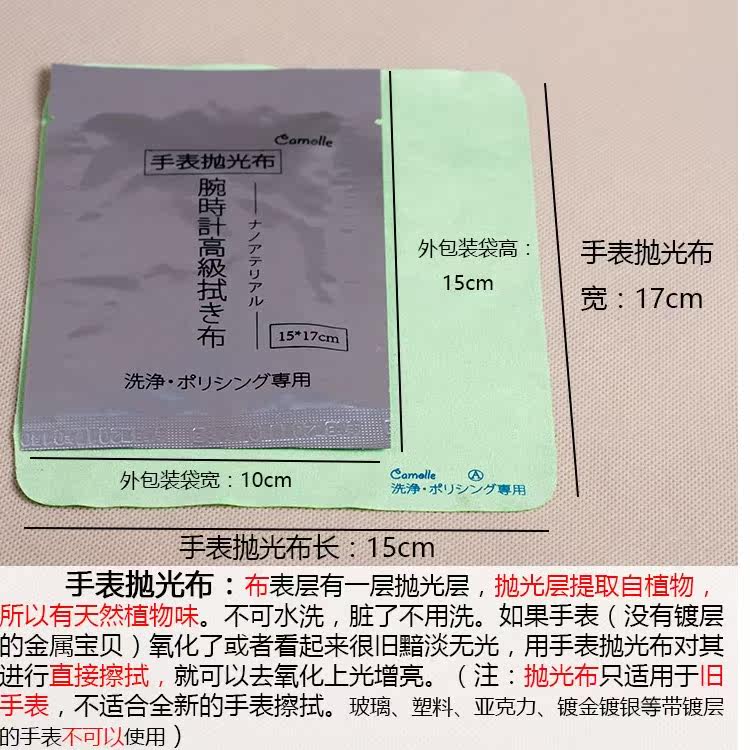 Camolle
手表抛光布
腕時計高級拭き布
ナノアテリアル
15*17cm
洗浄・ポリシング専用
外包装袋高：
15cm
手表抛光布
宽：17cm
外包装袋宽：10cm
Camolle Ⓐ
洗浄・ポリシング専用
手表抛光布长：15cm
手表抛光布：布表层有一层抛光层，抛光层提取自植物，
所以有天然植物味。不可水洗，脏了不用洗。如果手表（没有镀层
的金属宝贝）氧化了或者看起来很旧黯淡无光，用手表抛光布对其
进行直接擦拭，就可以去氧化上光增亮。（注：抛光布只适用于旧
手表，不适合全新的手表擦拭。玻璃、塑料、亚克力、镀金镀银等带镀层
的手表不可以使用）